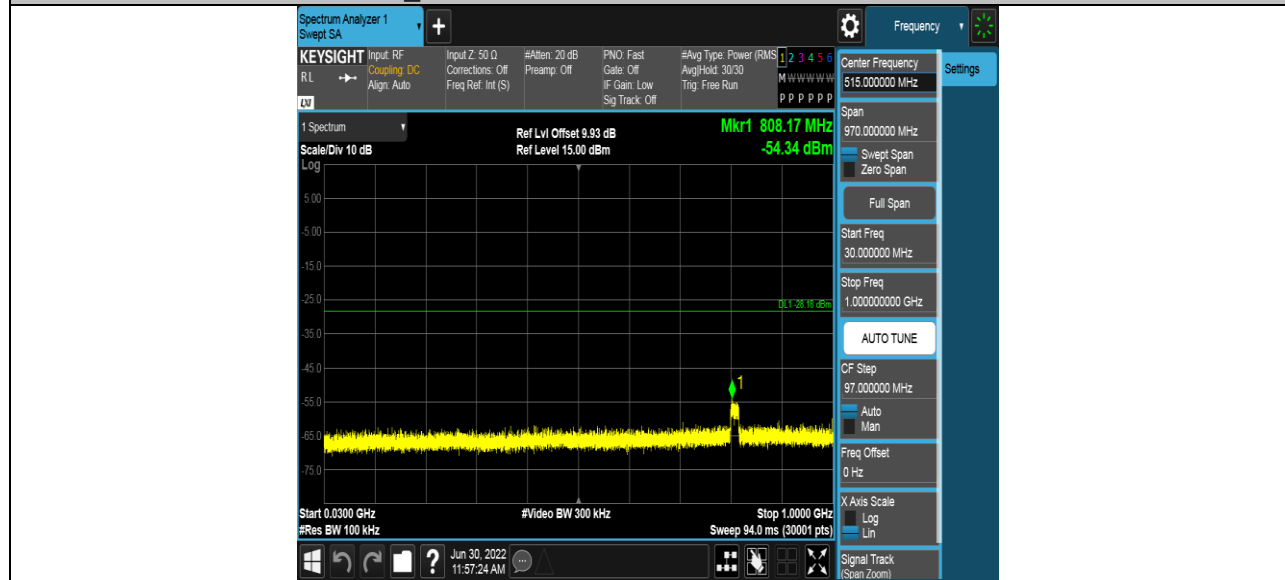 Spectrum Analyzer 1
Swept SA
+
Frequency
KEYSIGHT
RL
LXI
Input: RF
Coupling: DC
Align: Auto
Input Z: 50 Ω
Corrections: Off
Freq Ref: Int (S)
#Atten: 20 dB
Preamp: Off
PNO: Fast
Gate: Off
IF Gain: Low
Sig Track: Off
#Avg Type: Power (RMS
Avg|Hold: 30/30
Trig: Free Run
1 2 3 4 5 6
M W W W W W
P P P P P P
1 Spectrum
Scale/Div 10 dB
Log
Ref Lvl Offset 9.93 dB
Ref Level 15.00 dBm
Mkr1 808.17 MHz
-54.34 dBm
5.00
-5.00
-15.0
-25.0
DL1 -28.18 dBm
-35.0
-45.0
1
-55.0
-65.0
-75.0
Start 0.0300 GHz
#Res BW 100 kHz
#Video BW 300 kHz
Stop 1.0000 GHz
Sweep 94.0 ms (30001 pts)
?
Jun 30, 2022
11:57:24 AM
Center Frequency
515.000000 MHz
Span
970.000000 MHz
Swept Span
Zero Span
Full Span
Start Freq
30.000000 MHz
Stop Freq
1.000000000 GHz
AUTO TUNE
CF Step
97.000000 MHz
Auto
Man
Freq Offset
0 Hz
X Axis Scale
Log
Lin
Signal Track
(Span Zoom)
Settings